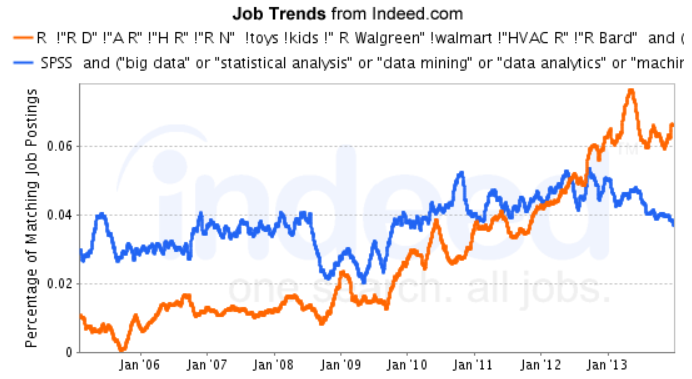 Job Trends from Indeed.com
R !"R D" !"A R" !"H R" !"R N" !toys !kids !" R Walgreen" !walmart !"HVAC R" !"R Bard" and (
SPSS and ("big data" or "statistical analysis" or "data mining" or "data analytics" or "machin
Percentage of Matching Job Postings
0.06
0.04
0.02
0
indeed
TM
one search. all jobs.
Jan '06 Jan '07 Jan '08 Jan '09 Jan '10 Jan '11 Jan '12 Jan '13